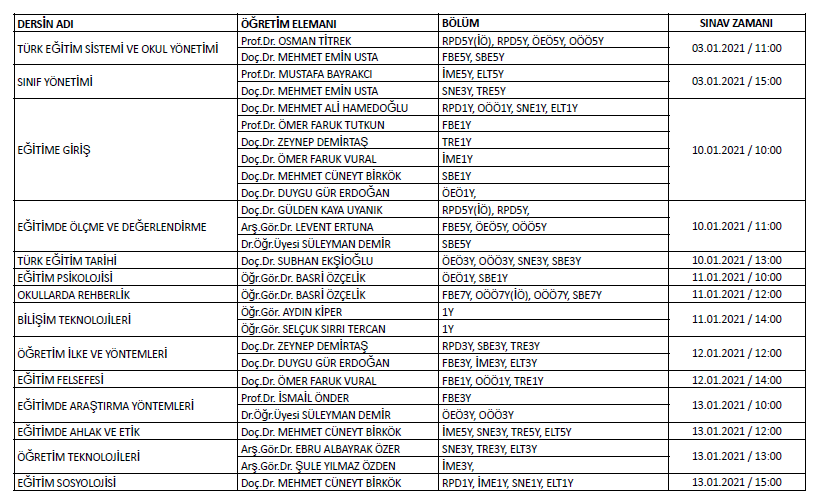 DERSİN ADI ÖĞRETİM ELEMANI BÖLÜM SINAV ZAMANI
TÜRK EĞİTİM SİSTEMİ VE OKUL YÖNETİMİ Prof.Dr. OSMAN TİTREK RPD5Y(İÖ), RPD5Y, ÖEÖ5Y, OÖÖ5Y 03.01.2021 / 11:00
Doç.Dr. MEHMET EMİN USTA FBE5Y, SBE5Y
SINIF YÖNETİMİ Prof.Dr. MUSTAFA BAYRAKCI İME5Y, ELT5Y 03.01.2021 / 15:00
Doç.Dr. MEHMET EMİN USTA SNE3Y, TRE5Y
EĞİTİME GİRİŞ Doç.Dr. MEHMET ALİ HAMEDOĞLU RPD1Y, OÖÖ1Y, SNE1Y, ELT1Y 10.01.2021 / 10:00
Prof.Dr. ÖMER FARUK TUTKUN FBE1Y
Doç.Dr. ZEYNEP DEMİRTAŞ TRE1Y
Doç.Dr. ÖMER FARUK VURAL İME1Y
Doç.Dr. MEHMET CÜNEYT BİRKÖK SBE1Y
Doç.Dr. DUYGU GÜR ERDOĞAN ÖEÖ1Y,
EĞİTİMDE ÖLÇME VE DEĞERLENDİRME Doç.Dr. GÜLDEN KAYA UYANIK RPD5Y(İÖ), RPD5Y, 10.01.2021 / 11:00
Arş.Gör.Dr. LEVENT ERTUNA FBE5Y, ÖEÖ5Y, OÖÖ5Y
Dr.Öğr.Üyesi SÜLEYMAN DEMİR SBE5Y
TÜRK EĞİTİM TARİHİ Doç.Dr. SUBHAN EKŞİOĞLU ÖEÖ3Y, OÖÖ3Y, SNE3Y, SBE3Y 10.01.2021 / 13:00
EĞİTİM PSİKOLOJİSİ Öğr.Gör.Dr. BASRİ ÖZÇELİK ÖEÖ1Y, SBE1Y 11.01.2021 / 10:00
OKULLARDA REHBERLİK Öğr.Gör.Dr. BASRİ ÖZÇELİK FBE7Y, OÖÖ7Y(İÖ), OÖÖ7Y, SBE7Y 11.01.2021 / 12:00
BİLİŞİM TEKNOLOJİLERİ Öğr.Gör. AYDIN KİPER 1Y 11.01.2021 / 14:00
Öğr.Gör. SELÇUK SIRRI TERCAN 1Y
ÖĞRETİM İLKE VE YÖNTEMLERİ Doç.Dr. ZEYNEP DEMİRTAŞ RPD3Y, SBE3Y, TRE3Y 12.01.2021 / 12:00
Doç.Dr. DUYGU GÜR ERDOĞAN FBE3Y, İME3Y, ELT3Y
EĞİTİM FELSEFESİ Doç.Dr. ÖMER FARUK VURAL FBE1Y, OÖÖ1Y, TRE1Y 12.01.2021 / 14:00
EĞİTİMDE ARAŞTIRMA YÖNTEMLERİ Prof.Dr. İSMAİL ÖNDER FBE3Y 13.01.2021 / 10:00
Dr.Öğr.Üyesi SÜLEYMAN DEMİR ÖEÖ3Y, OÖÖ3Y
EĞİTİMDE AHLAK VE ETİK Doç.Dr. MEHMET CÜNEYT BİRKÖK İME5Y, SNE3Y, TRE5Y, ELT5Y 13.01.2021 / 12:00
ÖĞRETİM TEKNOLOJİLERİ Arş.Gör.Dr. EBRU ALBAYRAK ÖZER SNE3Y, TRE3Y, ELT3Y 13.01.2021 / 13:00
Arş.Gör.Dr. ŞULE YILMAZ ÖZDEN İME3Y,
EĞİTİM SOSYOLOJİSİ Doç.Dr. MEHMET CÜNEYT BİRKÖK RPD1Y, İME1Y, SNE1Y, ELT1Y 13.01.2021 / 15:00